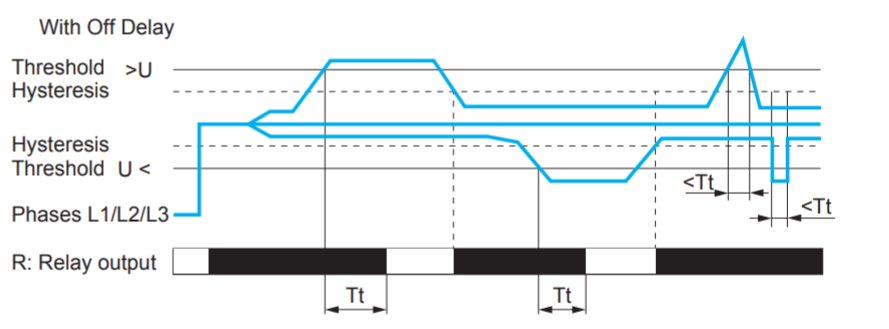 With Off Delay
Threshold >U
Hysteresis
Hysteresis
Threshold U <
<Tt
<Tt
Phases L1/L2/L3
R: Relay output
Tt
Tt